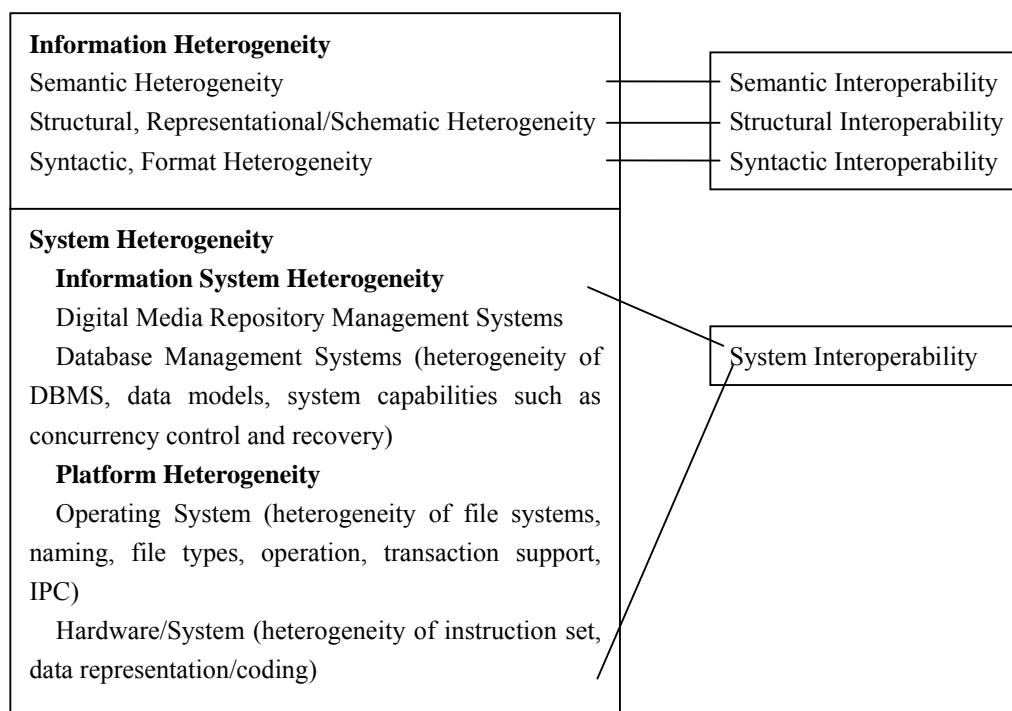 Information Heterogeneity
Semantic Heterogeneity
Structural, Representational/Schematic Heterogeneity
Syntactic, Format Heterogeneity
Semantic Interoperability
Structural Interoperability
Syntactic Interoperability
System Heterogeneity
Information System Heterogeneity
Digital Media Repository Management Systems
Database Management Systems (heterogeneity of
DBMS, data models, system capabilities such as
concurrency control and recovery)
Platform Heterogeneity
Operating System (heterogeneity of file systems,
naming, file types, operation, transaction support,
IPC)
Hardware/System (heterogeneity of instruction set,
data representation/coding)
System Interoperability